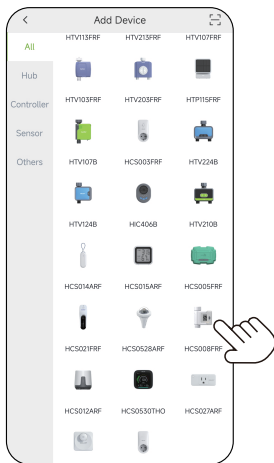 Add Device
All
Hub
Controller
Sensor
Others
HTV113FRF HTV213FRF HTV107FRF
HTV103FRF HTV203FRF HTP115FRF
HTV107B HCS003FRF HTV224B
HTV124B HIC406B HTV210B
HCS014ARF HCS015ARF HCS005FRF
HCS021FRF HCS0528ARF HCS008FRF
HCS012ARF HCS0530THO HCS027ARF